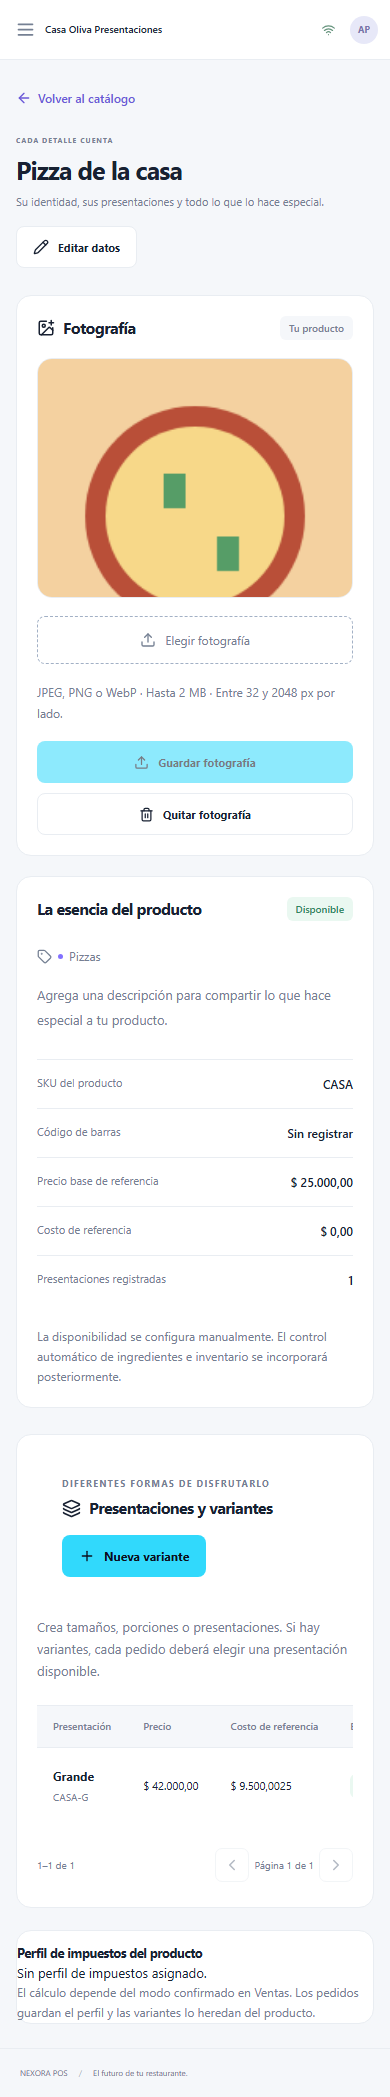 Casa Oliva Presentaciones
AP
Volver al catálogo
CADA DETALLE CUENTA
Pizza de la casa
Su identidad, sus presentaciones y todo lo que lo hace especial.
Editar datos
Fotografía
Tu producto
Elegir fotografía
JPEG, PNG o WebP · Hasta 2 MB · Entre 32 y 2048 px por
lado.
Guardar fotografía
Quitar fotografía
La esencia del producto
Disponible
Pizzas
Agrega una descripción para compartir lo que hace
especial a tu producto.
SKU del producto CASA
Código de barras Sin registrar
Precio base de referencia $ 25.000,00
Costo de referencia $ 0,00
Presentaciones registradas 1
La disponibilidad se configura manualmente. El control
automático de ingredientes e inventario se incorporará
posteriormente.
DIFERENTES FORMAS DE DISFRUTARLO
Presentaciones y variantes
Nueva variante
Crea tamaños, porciones o presentaciones. Si hay
variantes, cada pedido deberá elegir una presentación
disponible.
Presentación Precio Costo de referencia
Grande $ 42.000,00 $ 9.500,0025
CASA-G
1–1 de 1 Página 1 de 1
Perfil de impuestos del producto
Sin perfil de impuestos asignado.
El cálculo depende del modo confirmado en Ventas. Los pedidos
guardan el perfil y las variantes lo heredan del producto.
NEXORA POS / El futuro de tu restaurante.